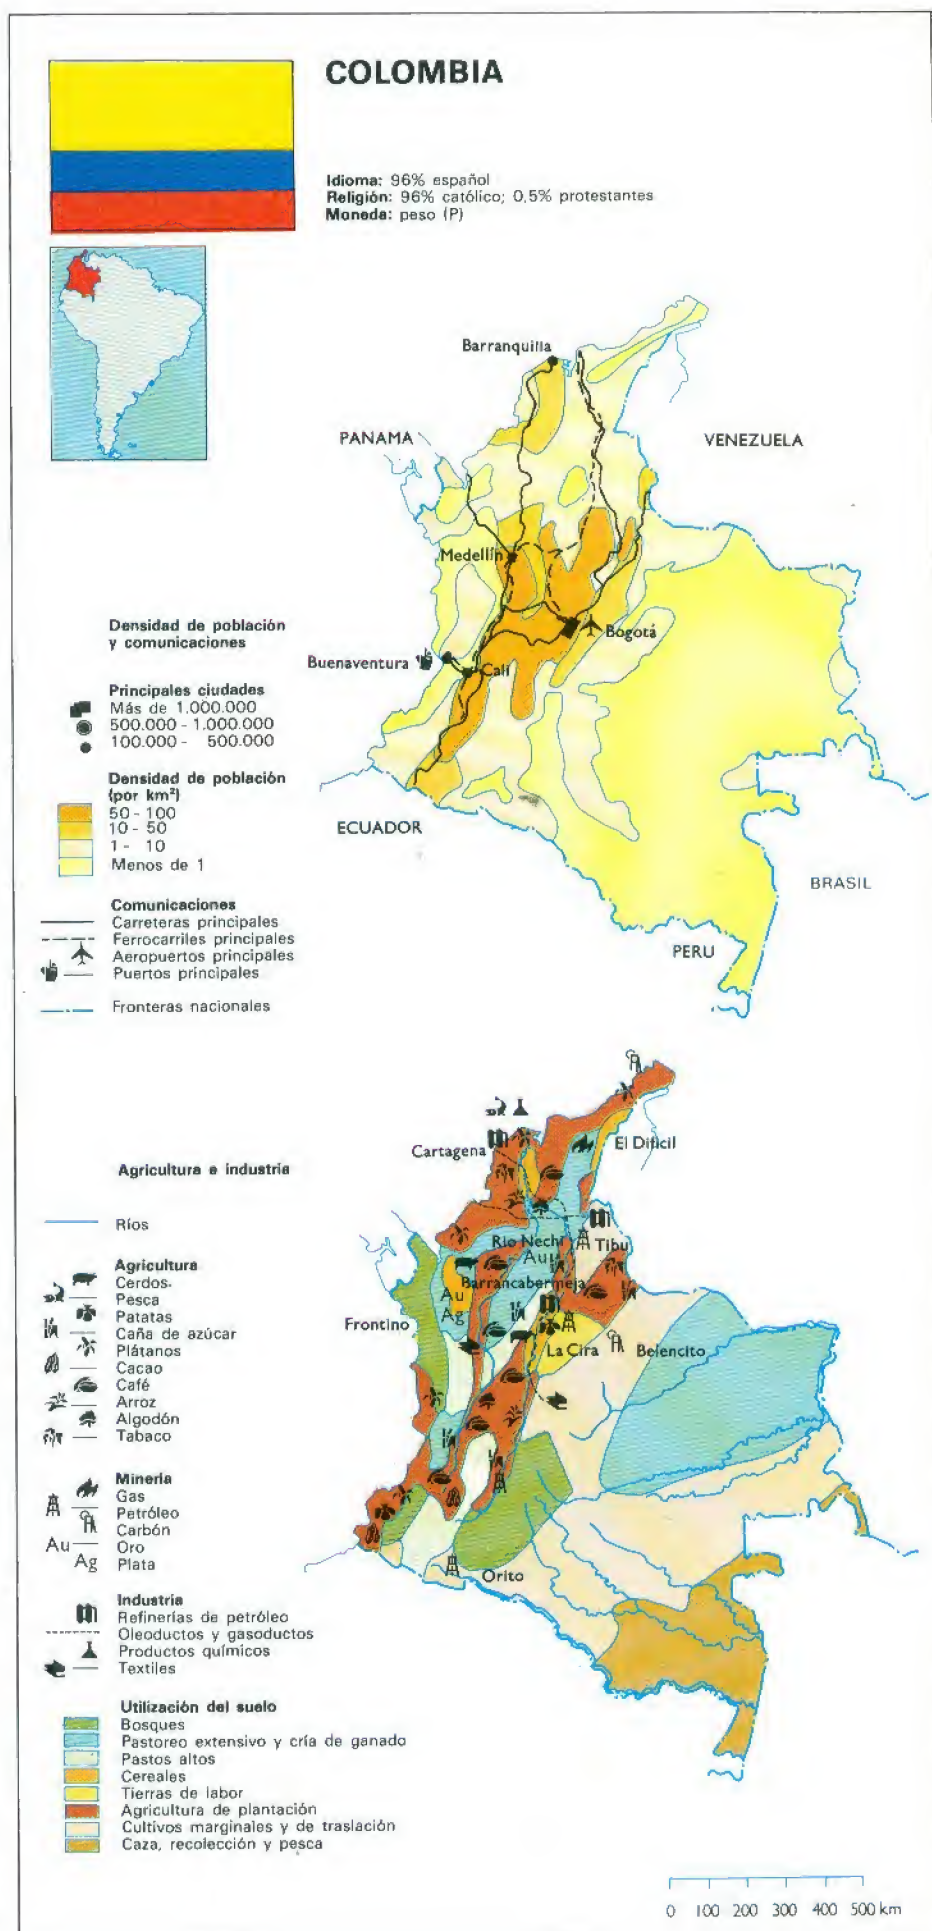 COLOMBIA
Idioma: 96% español
Religión: 96% católico; 0,5% protestantes
Moneda: peso (P)
Barranquilla
PANAMA
VENEZUELA
Medellín
Bogotá
Buenaventura
Cali
ECUADOR
BRASIL
PERU
Densidad de población
y comunicaciones
Principales ciudades
Más de 1.000.000
500.000 - 1.000.000
100.000 - 500.000
Densidad de población
(por km²)
50 - 100
10 - 50
1 - 10
Menos de 1
Comunicaciones
Carreteras principales
Ferrocarriles principales
Aeropuertos principales
Puertos principales
Fronteras nacionales
Cartagena
El Difícil
Río Nechí
Au
Tibu
Barrancabermeja
Au
Ag
Frontino
La Cira
Belencito
Orito
Agricultura e industria
Ríos
Agricultura
Cerdos
Pesca
Patatas
Caña de azúcar
Plátanos
Cacao
Café
Arroz
Algodón
Tabaco
Minería
Gas
Petróleo
Carbón
Au Oro
Ag Plata
Industria
Refinerías de petróleo
Oleoductos y gasoductos
Productos químicos
Textiles
Utilización del suelo
Bosques
Pastoreo extensivo y cría de ganado
Pastos altos
Cereales
Tierras de labor
Agricultura de plantación
Cultivos marginales y de traslación
Caza, recolección y pesca
0 100 200 300 400 500 km